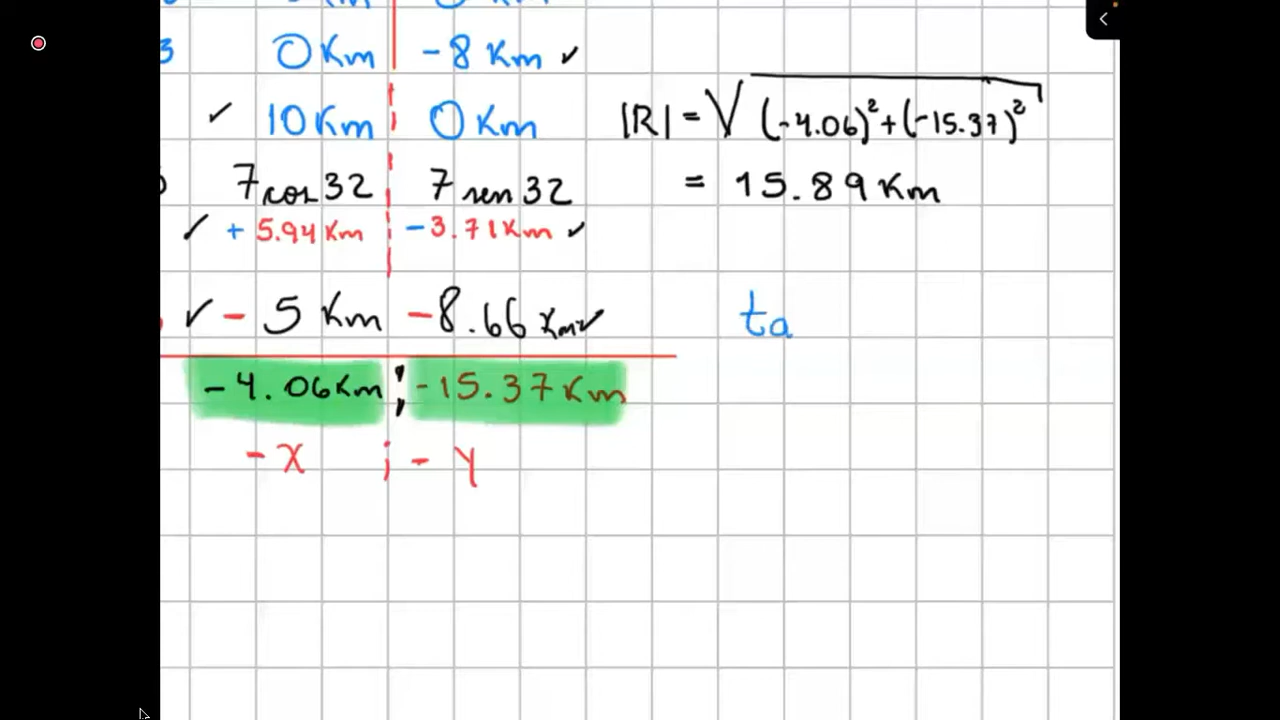 3 0 Km -8 Km ✓
✓ 10 Km 0 Km
|R| = √(-4.06)² + (-15.37)²
7 cos 32 7 sen 32
= 15.89 Km
✓ + 5.94 Km - 3.71 Km ✓
✓ - 5 Km - 8.66 Km ✓
ta
-4.06 Km ; -15.37 Km
- X ; - Y